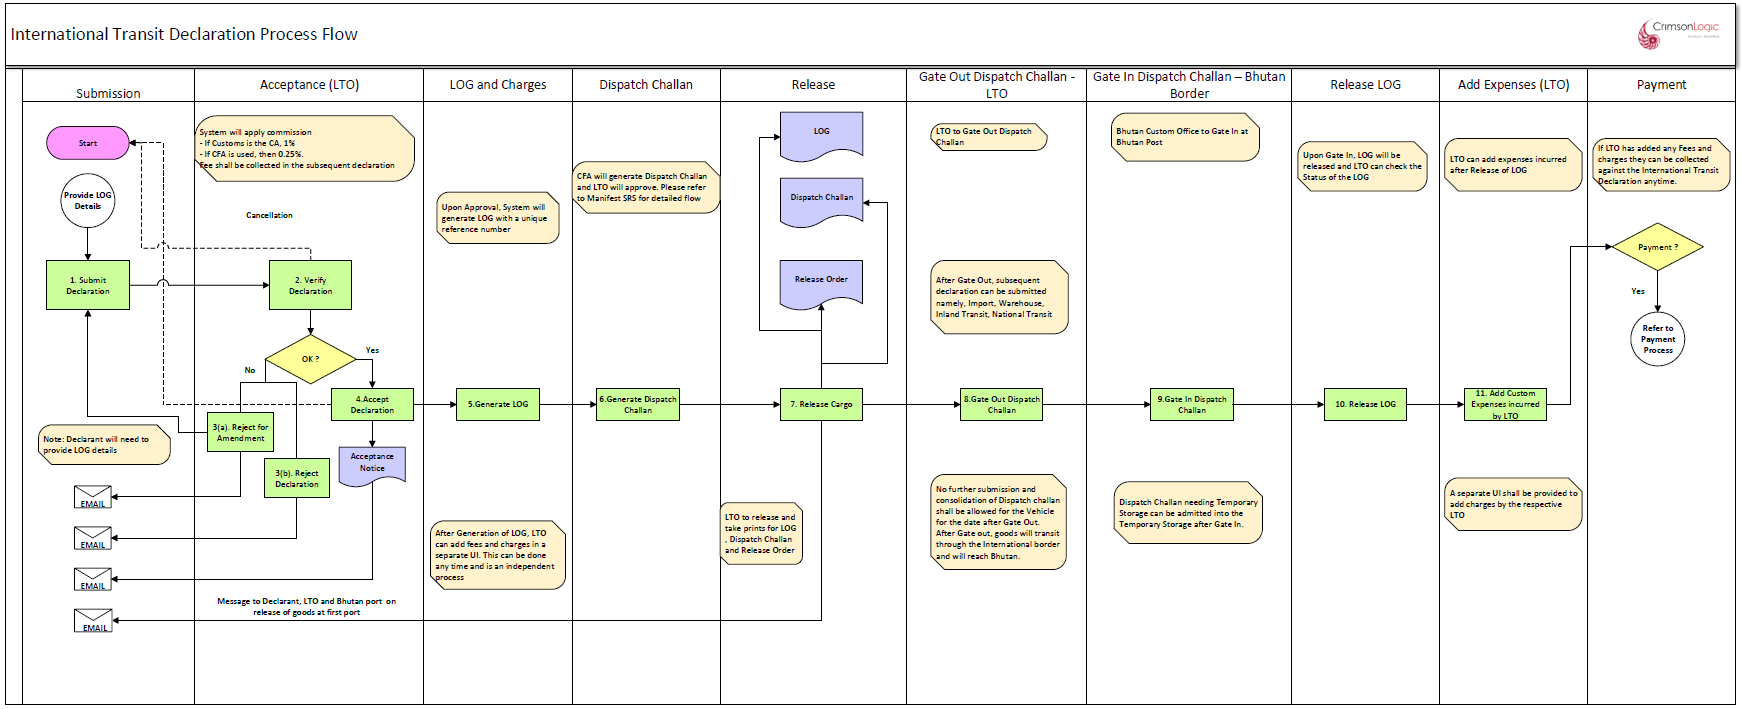 International Transit Declaration Process Flow
CrimsonLogic
Submission
Acceptance (LTO)
LOG and Charges
Dispatch Challan
Release
Gate Out Dispatch Challan -
LTO
Gate In Dispatch Challan – Bhutan
Border
Release LOG
Add Expenses (LTO)
Payment
Start
Provide LOG
Details
1. Submit
Declaration
Note: Declarant will need to
provide LOG details
EMAIL
EMAIL
EMAIL
EMAIL
System will apply commission
- If Customs is the CA, 1%
- If CFA is used, then 0.25%.
Fee shall be collected in the subsequent declaration
Cancellation
2. Verify
Declaration
OK ?
Yes
No
4.Accept
Declaration
3(a). Reject for
Amendment
3(b). Reject
Declaration
Acceptance
Notice
Message to Declarant, LTO and Bhutan port on
release of goods at first port
Upon Approval, System will
generate LOG with a unique
reference number
5.Generate LOG
After Generation of LOG, LTO
can add fees and charges in a
separate UI. This can be done
any time and is an independent
process
CFA will generate Dispatch Challan
and LTO will approve. Please refer
to Manifest SRS for detailed flow
6.Generate Dispatch
Challan
LOG
Dispatch Challan
Release Order
7. Release Cargo
LTO to release and
take prints for LOG
, Dispatch Challan
and Release Order
LTO to Gate Out Dispatch
Challan
After Gate Out, subsequent
declaration can be submitted
namely, Import, Warehouse,
Inland Transit, National Transit
8.Gate Out Dispatch
Challan
No further submission and
consolidation of Dispatch challan
shall be allowed for the Vehicle
for the date after Gate Out.
After Gate out, goods will transit
through the International border
and will reach Bhutan.
Bhutan Custom Office to Gate In at
Bhutan Post
9.Gate In Dispatch
Challan
Dispatch Challan needing Temporary
Storage can be admitted into the
Temporary Storage after Gate In.
Upon Gate In, LOG will be
released and LTO can check the
Status of the LOG
10. Release LOG
LTO can add expenses incurred
after Release of LOG
11. Add Custom
Expenses incurred
by LTO
A separate UI shall be provided to
add charges by the respective
LTO
If LTO has added any Fees and
charges they can be collected
against the International Transit
Declaration anytime.
Payment ?
Yes
Refer to
Payment
Process